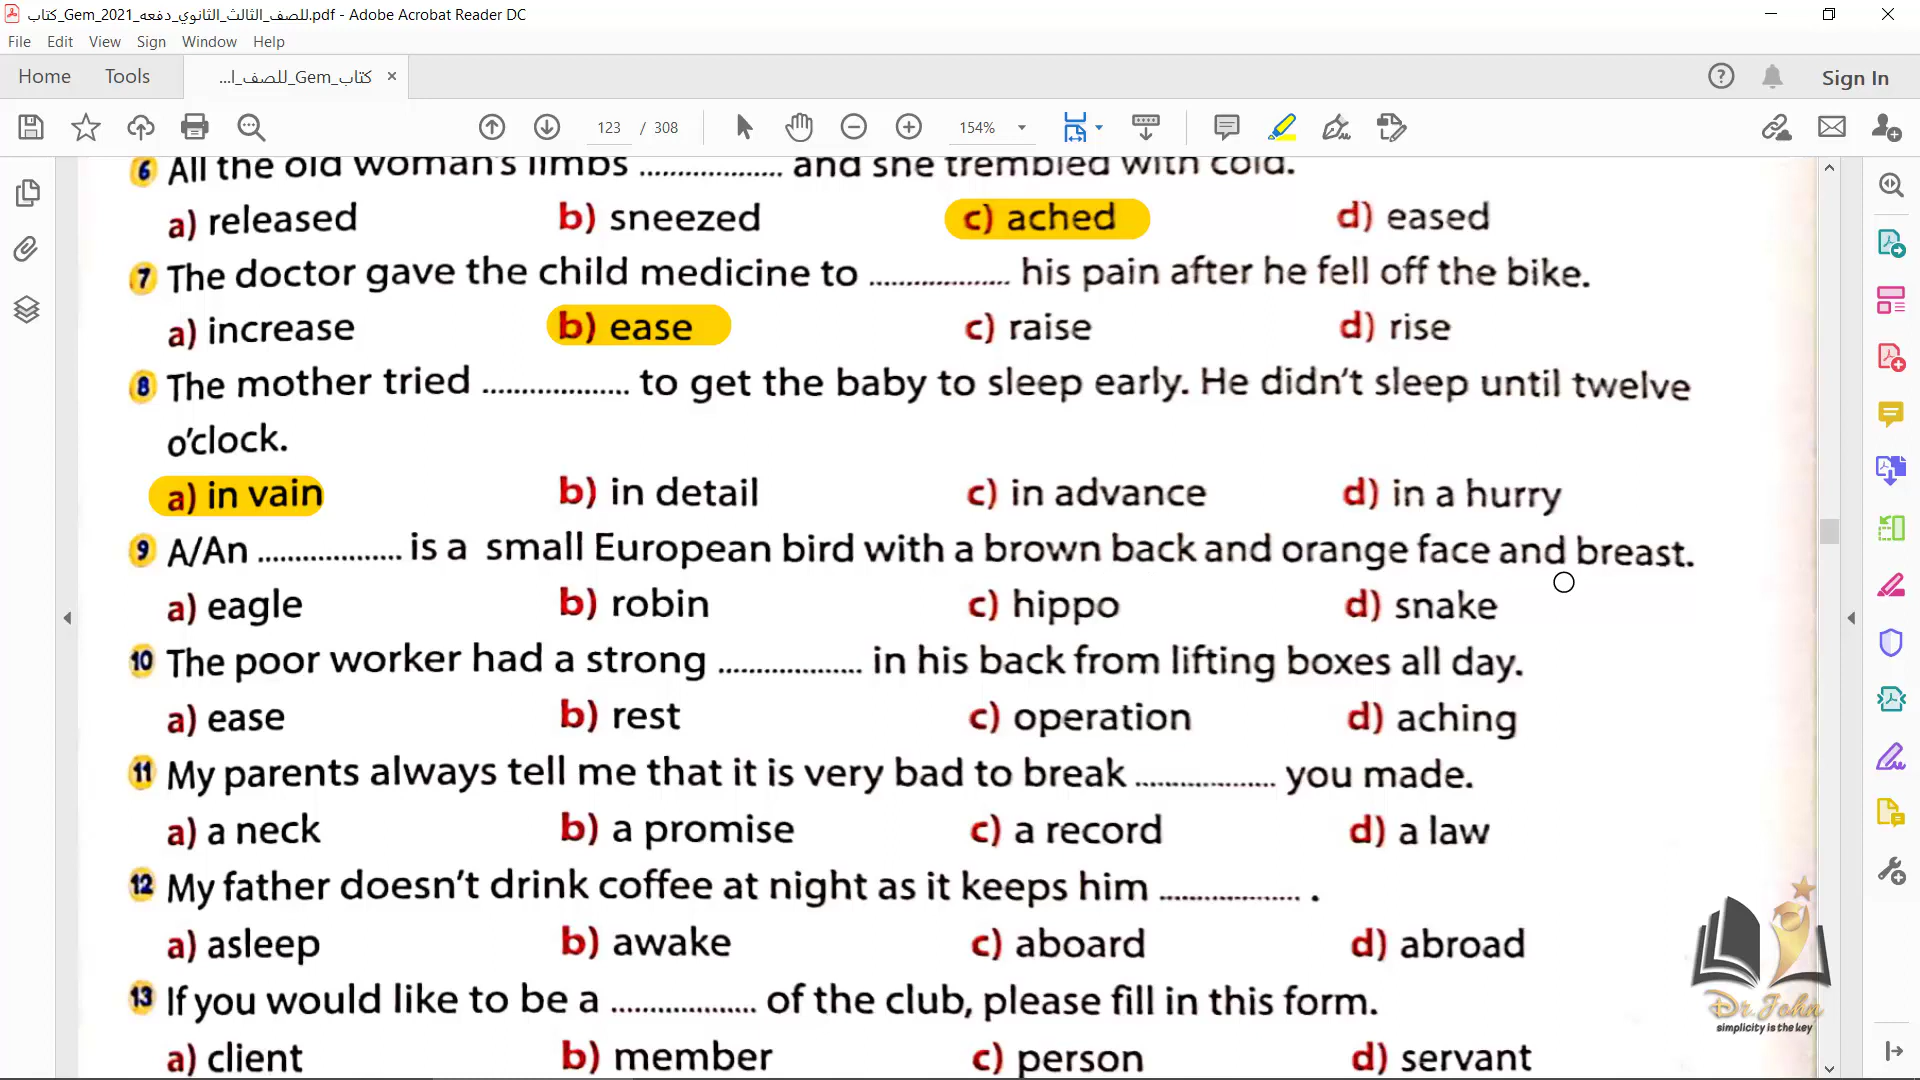 كتاب_Gem_للصف_الثالث_الثانوي_دفعه_2021.pdf - Adobe Acrobat Reader DC
File Edit View Sign Window Help
Home Tools كتاب_Gem_للصف_ا... × Sign In
123 / 308 154%
6 All the old woman's limbs .................. and she trembled with cold.
a) released b) sneezed c) ached d) eased
7 The doctor gave the child medicine to .................. his pain after he fell off the bike.
a) increase b) ease c) raise d) rise
8 The mother tried .................. to get the baby to sleep early. He didn't sleep until twelve
o'clock.
a) in vain b) in detail c) in advance d) in a hurry
9 A/An .................. is a small European bird with a brown back and orange face and breast.
a) eagle b) robin c) hippo d) snake
10 The poor worker had a strong .................. in his back from lifting boxes all day.
a) ease b) rest c) operation d) aching
11 My parents always tell me that it is very bad to break .................. you made.
a) a neck b) a promise c) a record d) a law
12 My father doesn't drink coffee at night as it keeps him .................. .
a) asleep b) awake c) aboard d) abroad
13 If you would like to be a .................. of the club, please fill in this form.
a) client b) member c) person d) servant
Dr. John
simplicity is the key